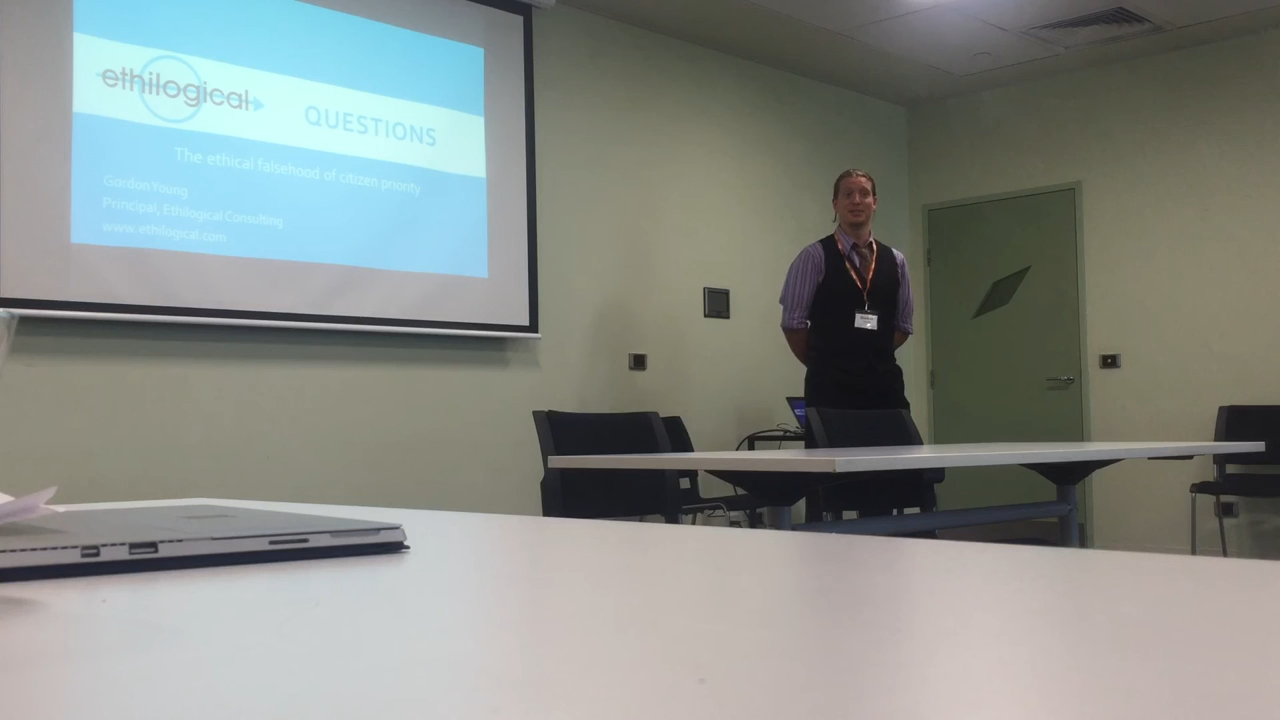 ethilogical
QUESTIONS
The ethical falsehood of citizen priority
Gordon Young
Principal, Ethilogical Consulting
www.ethilogical.com